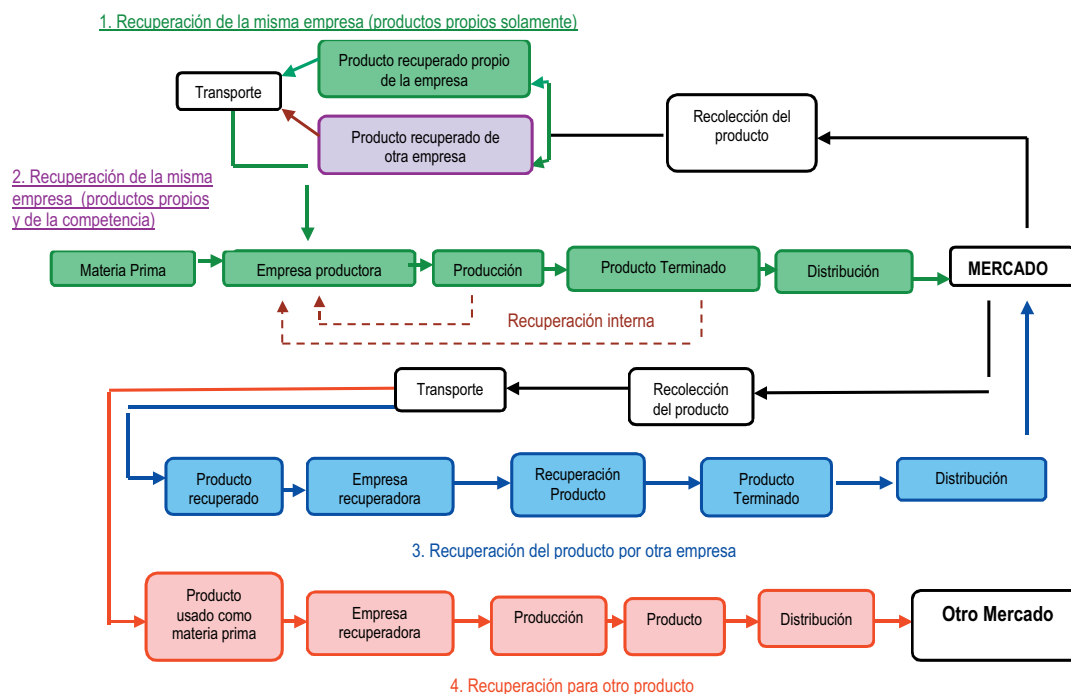 1. Recuperación de la misma empresa (productos propios solamente)
Producto recuperado propio
de la empresa
Transporte
Producto recuperado de
otra empresa
Recolección del
producto
2. Recuperación de la misma
empresa (productos propios
y de la competencia)
Materia Prima
Empresa productora
Producción
Producto Terminado
Distribución
MERCADO
Recuperación interna
Transporte
Recolección
del producto
Producto
recuperado
Empresa
recuperadora
Recuperación
Producto
Producto
Terminado
Distribución
3. Recuperación del producto por otra empresa
Producto
usado como
materia prima
Empresa
recuperadora
Producción
Producto
Distribución
Otro Mercado
4. Recuperación para otro producto